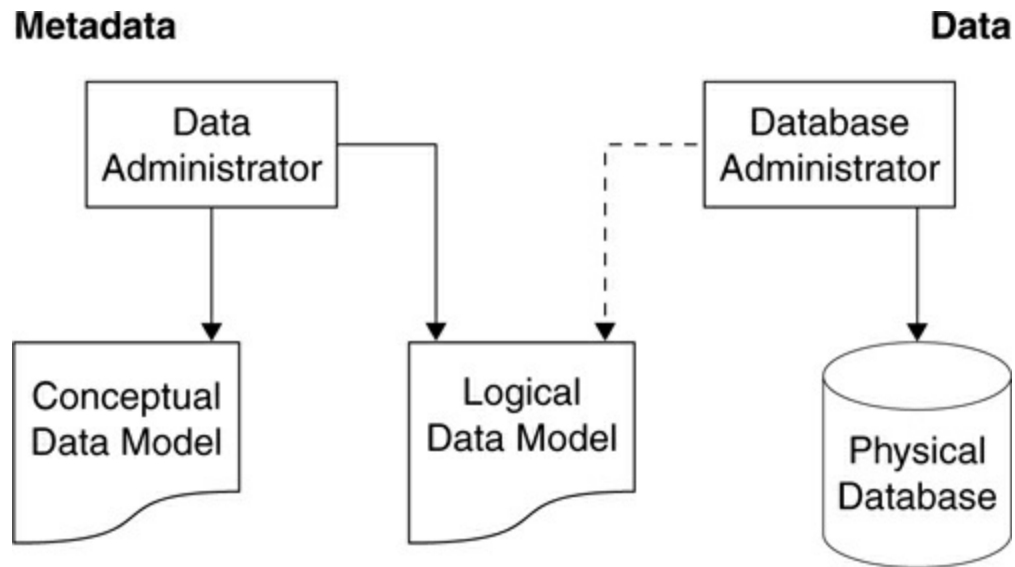 Metadata
Data
Data
Administrator
Database
Administrator
Conceptual
Data Model
Logical
Data Model
Physical
Database